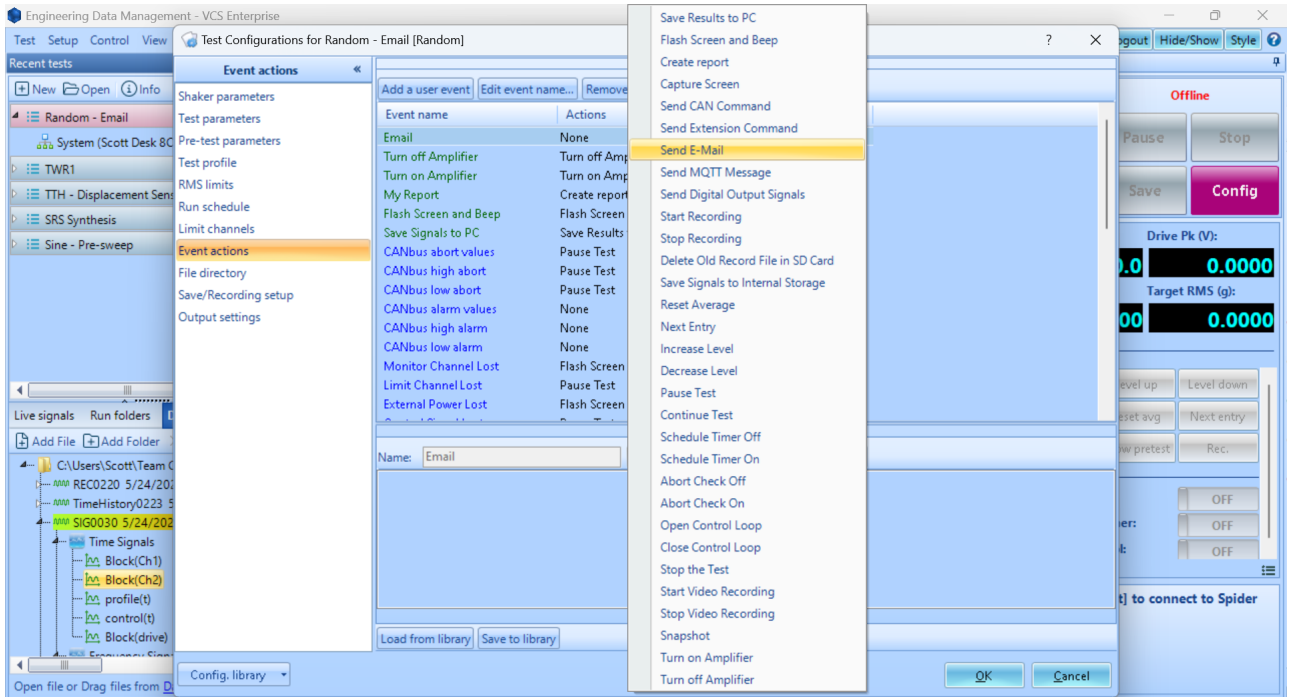 Engineering Data Management - VCS Enterprise
Test Setup Control View
Logout Hide/Show Style
Recent tests
New Open Info
Random - Email
System (Scott Desk 8C
TWR1
TTH - Displacement Sens
SRS Synthesis
Sine - Pre-sweep
Live signals Run folders
Add File Add Folder
C:\Users\Scott\Team
REC0220 5/24/202
TimeHistory0223 5
SIG0030 5/24/202
Time Signals
Block(Ch1)
Block(Ch2)
profile(t)
control(t)
Block(drive)
Open file or Drag files from
Test Configurations for Random - Email [Random]
?
Event actions
Shaker parameters
Test parameters
Pre-test parameters
Test profile
RMS limits
Run schedule
Limit channels
Event actions
File directory
Save/Recording setup
Output settings
Config. library
Add a user event Edit event name... Remove
Event name Actions
Email None
Turn off Amplifier Turn off Amp
Turn on Amplifier Turn on Amp
My Report Create report
Flash Screen and Beep Flash Screen
Save Signals to PC Save Results
CANbus abort values Pause Test
CANbus high abort Pause Test
CANbus low abort Pause Test
CANbus alarm values None
CANbus high alarm None
CANbus low alarm None
Monitor Channel Lost Flash Screen
Limit Channel Lost Pause Test
External Power Lost Flash Screen
Name: Email
Load from library Save to library
OK Cancel
Save Results to PC
Flash Screen and Beep
Create report
Capture Screen
Send CAN Command
Send Extension Command
Send E-Mail
Send MQTT Message
Send Digital Output Signals
Start Recording
Stop Recording
Delete Old Record File in SD Card
Save Signals to Internal Storage
Reset Average
Next Entry
Increase Level
Decrease Level
Pause Test
Continue Test
Schedule Timer Off
Schedule Timer On
Abort Check Off
Abort Check On
Open Control Loop
Close Control Loop
Stop the Test
Start Video Recording
Stop Video Recording
Snapshot
Turn on Amplifier
Turn off Amplifier
Offline
Pause Stop
Save Config
Drive Pk (V):
0.0 0.0000
Target RMS (g):
00 0.0000
evel up Level down
eset avg Next entry
ow pretest Rec.
OFF
er: OFF
l: OFF
t] to connect to Spider